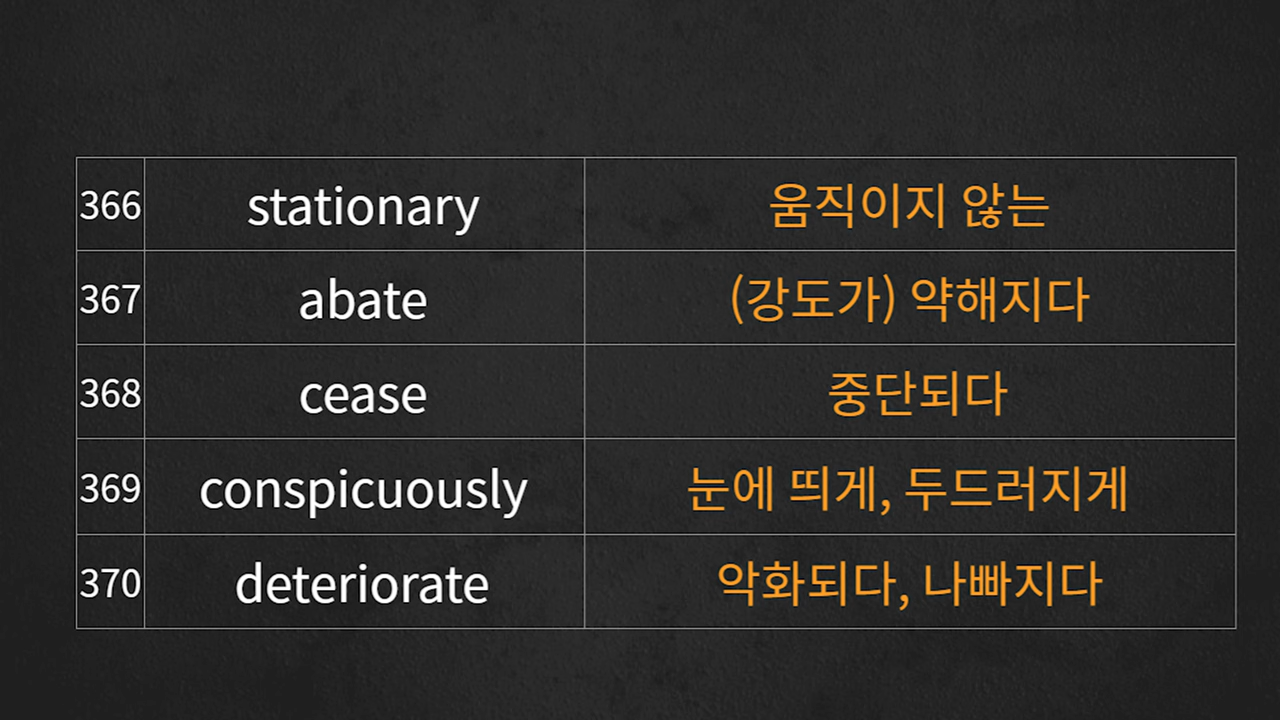 366 stationary 움직이지 않는
367 abate (강도가) 약해지다
368 cease 중단되다
369 conspicuously 눈에 띄게, 두드러지게
370 deteriorate 악화되다, 나빠지다